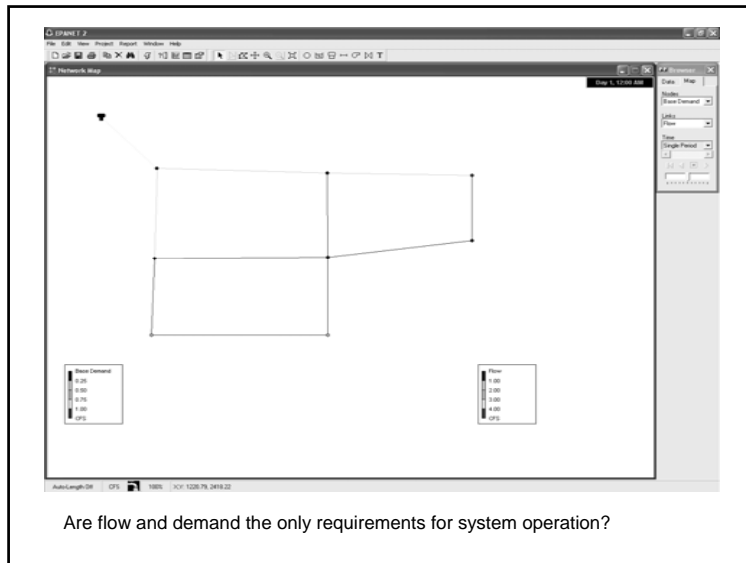 EPANET 2
File Edit View Project Report Window Help
Network Map
Day 1, 12:00 AM
Browser
Data Map
Nodes
Base Demand
Links
Flow
Time
Single Period
Base Demand
0.25
0.50
0.75
1.00
CFS
Flow
1.00
2.00
3.00
4.00
CFS
Auto-Length Off CFS 100% X,Y: 1220.79, 2410.22
Are flow and demand the only requirements for system operation?